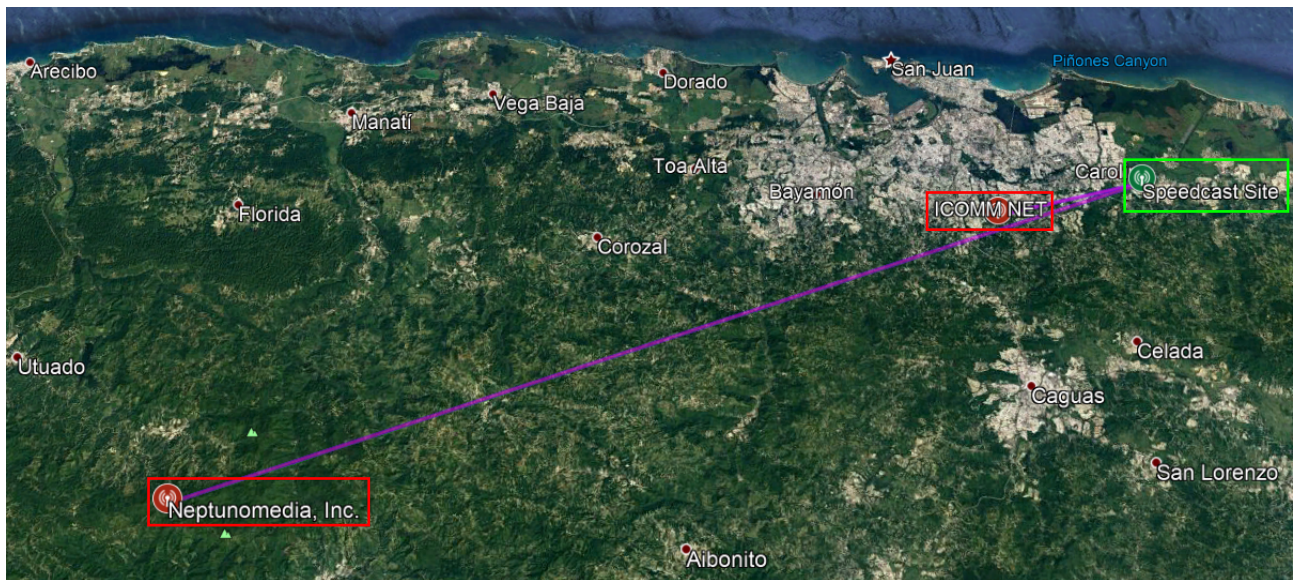 Arecibo
Dorado
San Juan
Piñones Canyon
Vega Baja
Manatí
Toa Alta
Carol
Bayamón
Speedcast Site
ICOMM NET
Florida
Corozal
Utuado
Celada
Caguas
San Lorenzo
Neptunomedia, Inc.
Aibonito